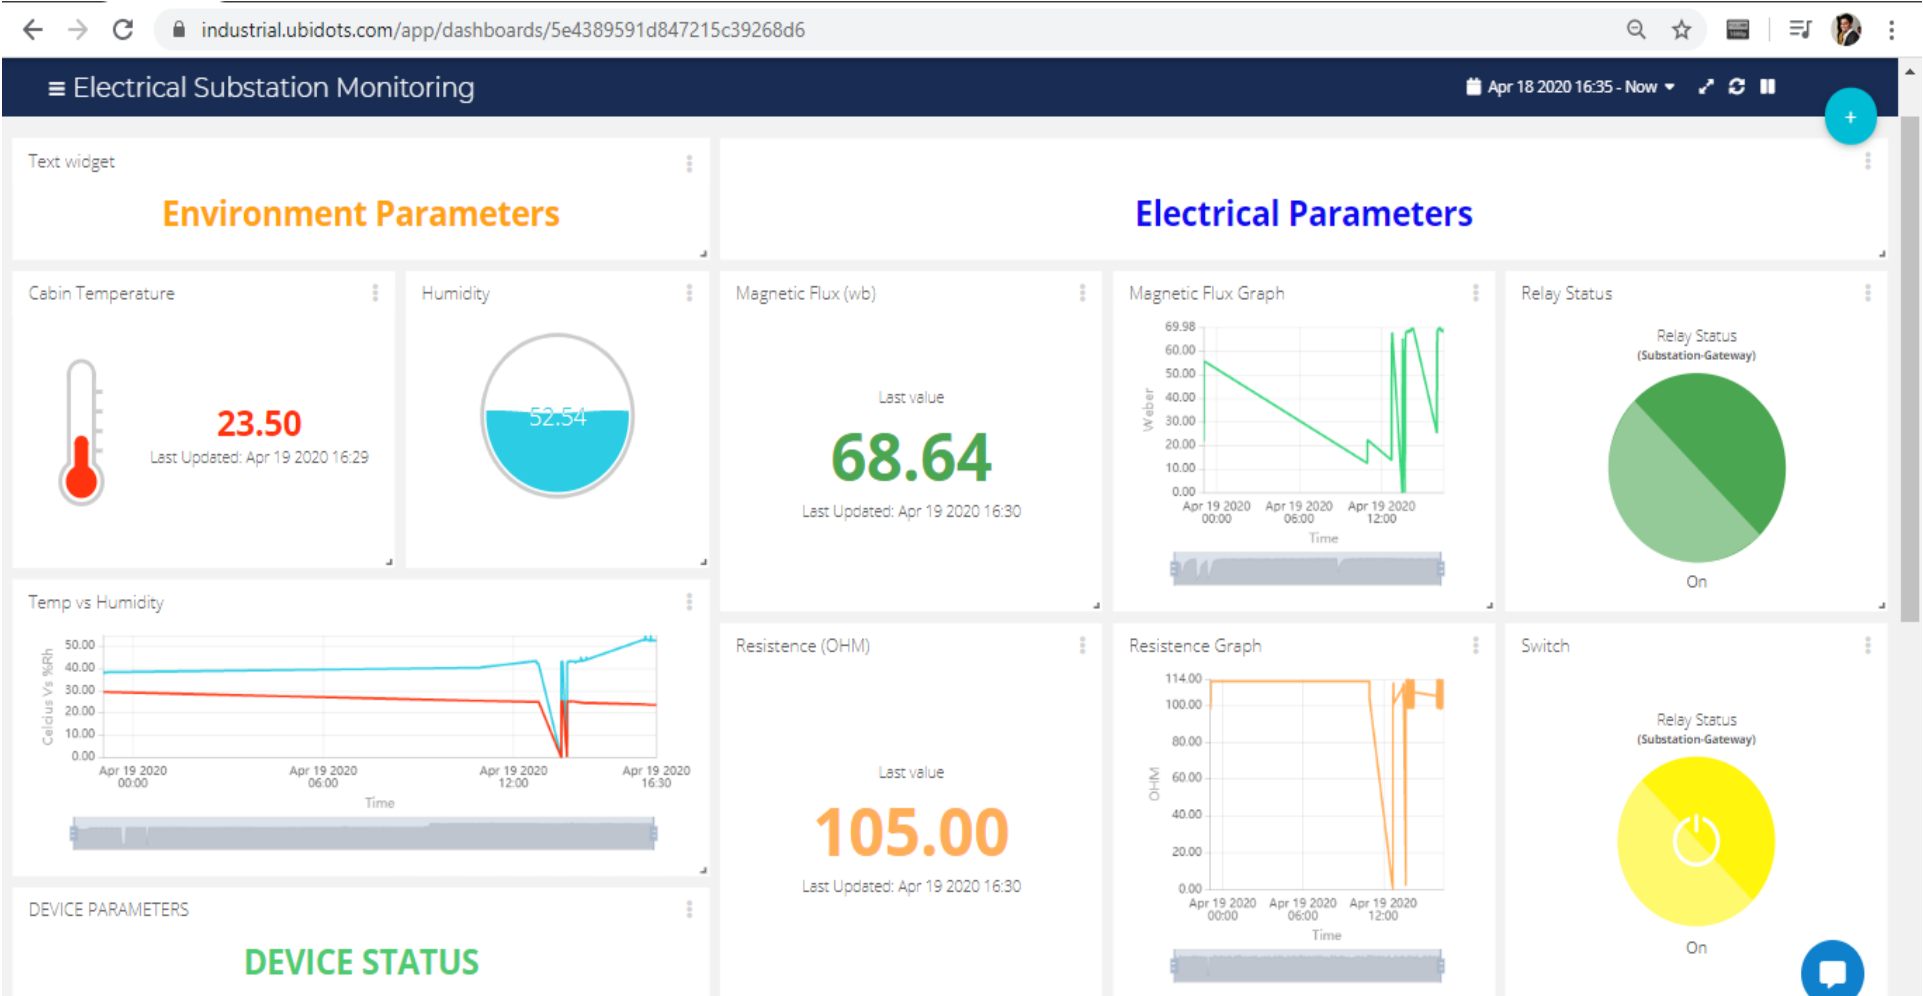 industrial.ubidots.com/app/dashboards/5e4389591d847215c39268d6
Electrical Substation Monitoring
Apr 18 2020 16:35 - Now
+
Text widget
Environment Parameters
Electrical Parameters
Cabin Temperature
23.50
Last Updated: Apr 19 2020 16:29
Humidity
52.54
Magnetic Flux (wb)
Last value
68.64
Last Updated: Apr 19 2020 16:30
Magnetic Flux Graph
69.98
60.00
50.00
40.00
30.00
20.00
10.00
0.00
Weber
Apr 19 2020 Apr 19 2020 Apr 19 2020
00:00 06:00 12:00
Time
Relay Status
Relay Status
(Substation-Gateway)
On
Temp vs Humidity
50.00
40.00
30.00
20.00
10.00
0.00
Celcius Vs %Rh
Apr 19 2020 Apr 19 2020 Apr 19 2020 Apr 19 2020
00:00 06:00 12:00 16:30
Time
Resistence (OHM)
Last value
105.00
Last Updated: Apr 19 2020 16:30
Resistence Graph
114.00
100.00
80.00
60.00
40.00
20.00
0.00
OHM
Apr 19 2020 Apr 19 2020 Apr 19 2020
00:00 06:00 12:00
Time
Switch
Relay Status
(Substation-Gateway)
On
DEVICE PARAMETERS
DEVICE STATUS